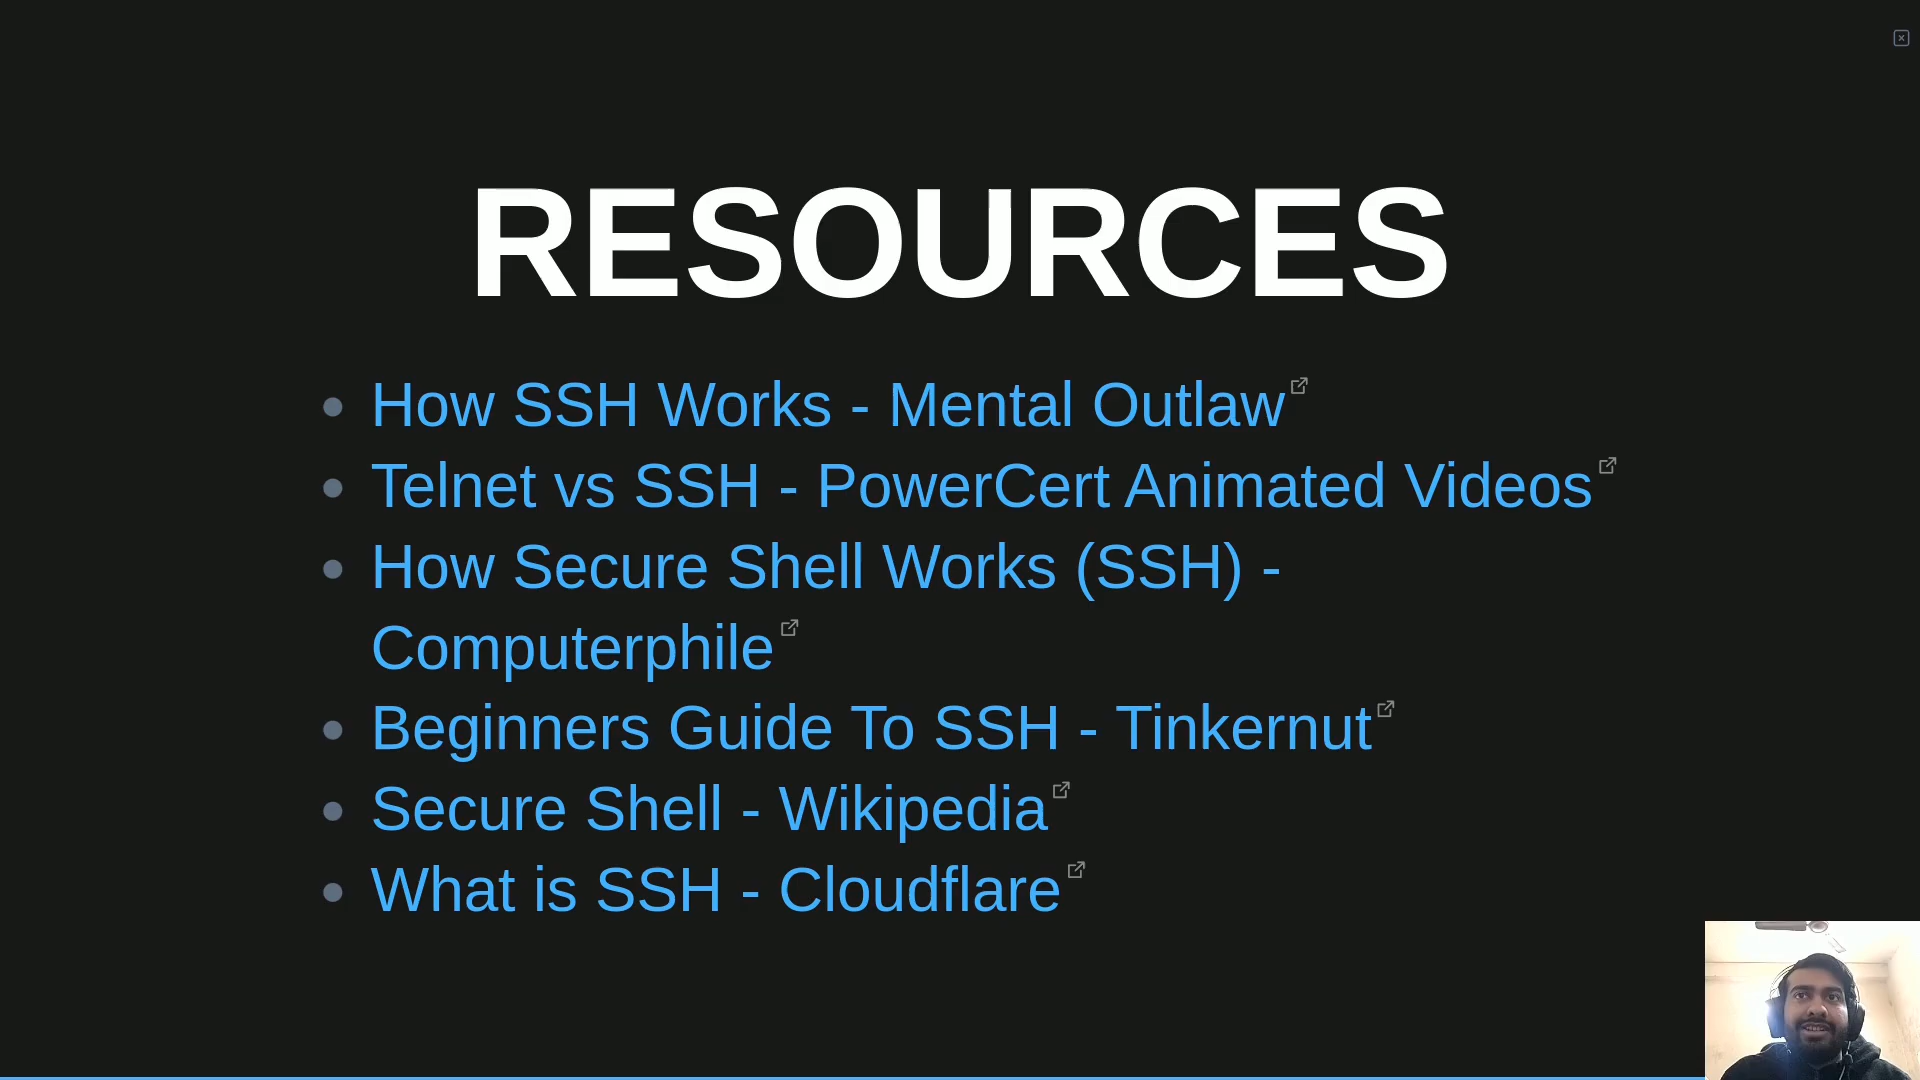 RESOURCES
How SSH Works - Mental Outlaw
Telnet vs SSH - PowerCert Animated Videos
How Secure Shell Works (SSH) -
Computerphile
Beginners Guide To SSH - Tinkernut
Secure Shell - Wikipedia
What is SSH - Cloudflare